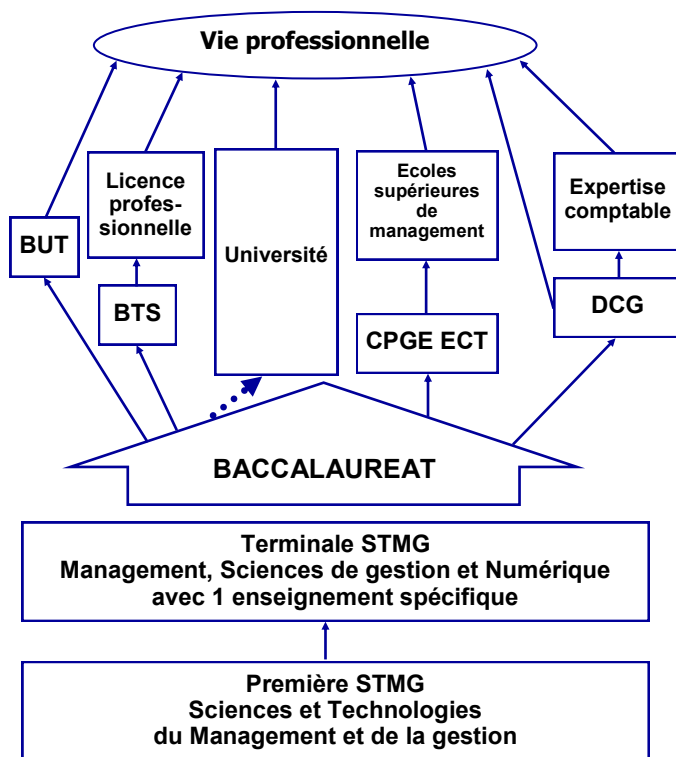 Vie professionnelle
Licence
profes-
sionnelle
Ecoles
supérieures
de
management
Expertise
comptable
BUT
Université
BTS
DCG
CPGE ECT
BACCALAUREAT
Terminale STMG
Management, Sciences de gestion et Numérique
avec 1 enseignement spécifique
Première STMG
Sciences et Technologies
du Management et de la gestion